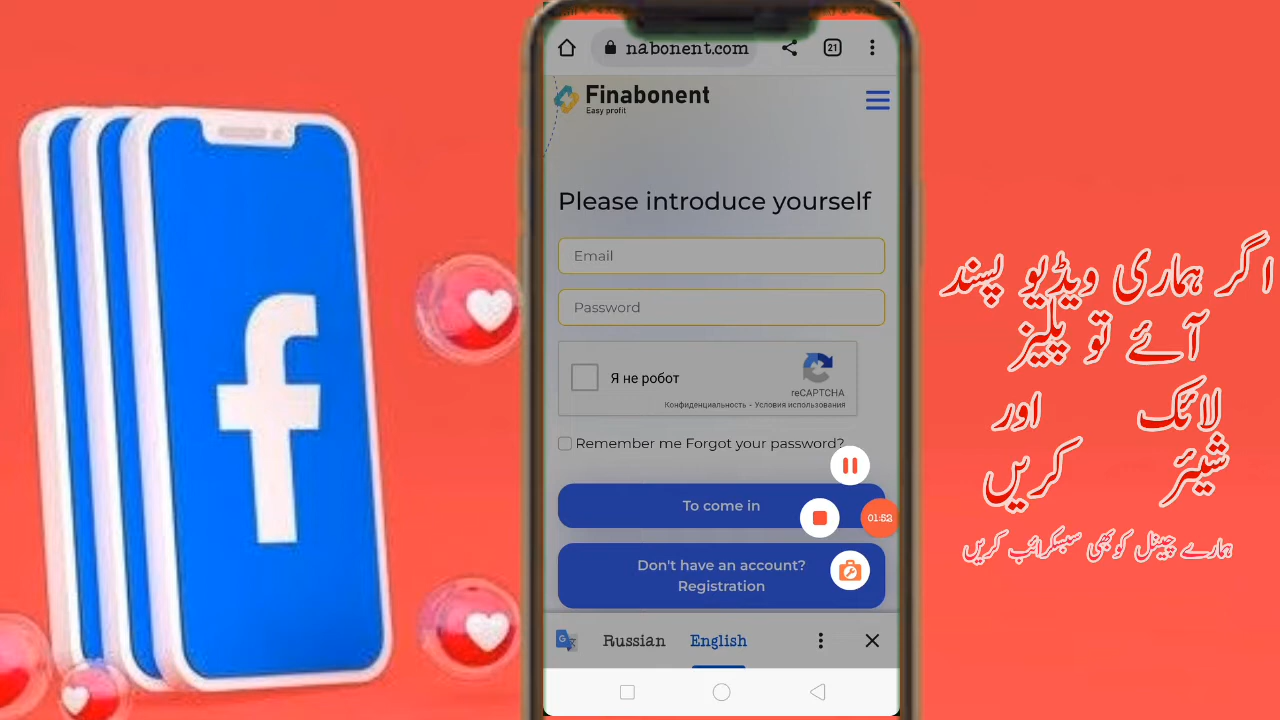 nabonent.com
21
Finabonent
Easy profit
Please introduce yourself
Email
Password
Я не робот
reCAPTCHA
Конфиденциальность - Условия использования
Remember me Forgot your password?
To come in
01:52
Don't have an account?
Registration
Russian English
اگر ہماری ویڈیو پسند
آئے تو پلیز
لائک اور
شیئر کریں
ہمارے چینل کو بھی سبسکرائب کریں